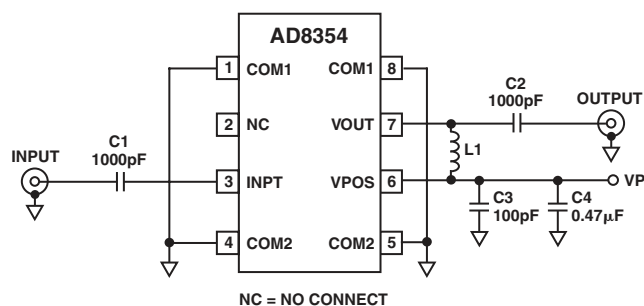 AD8354
1 COM1 COM1 8
2 NC VOUT 7
3 INPT VPOS 6
4 COM2 COM2 5
INPUT
C1
1000pF
C2
1000pF
OUTPUT
L1
VP
C3
100pF
C4
0.47μF
NC = NO CONNECT